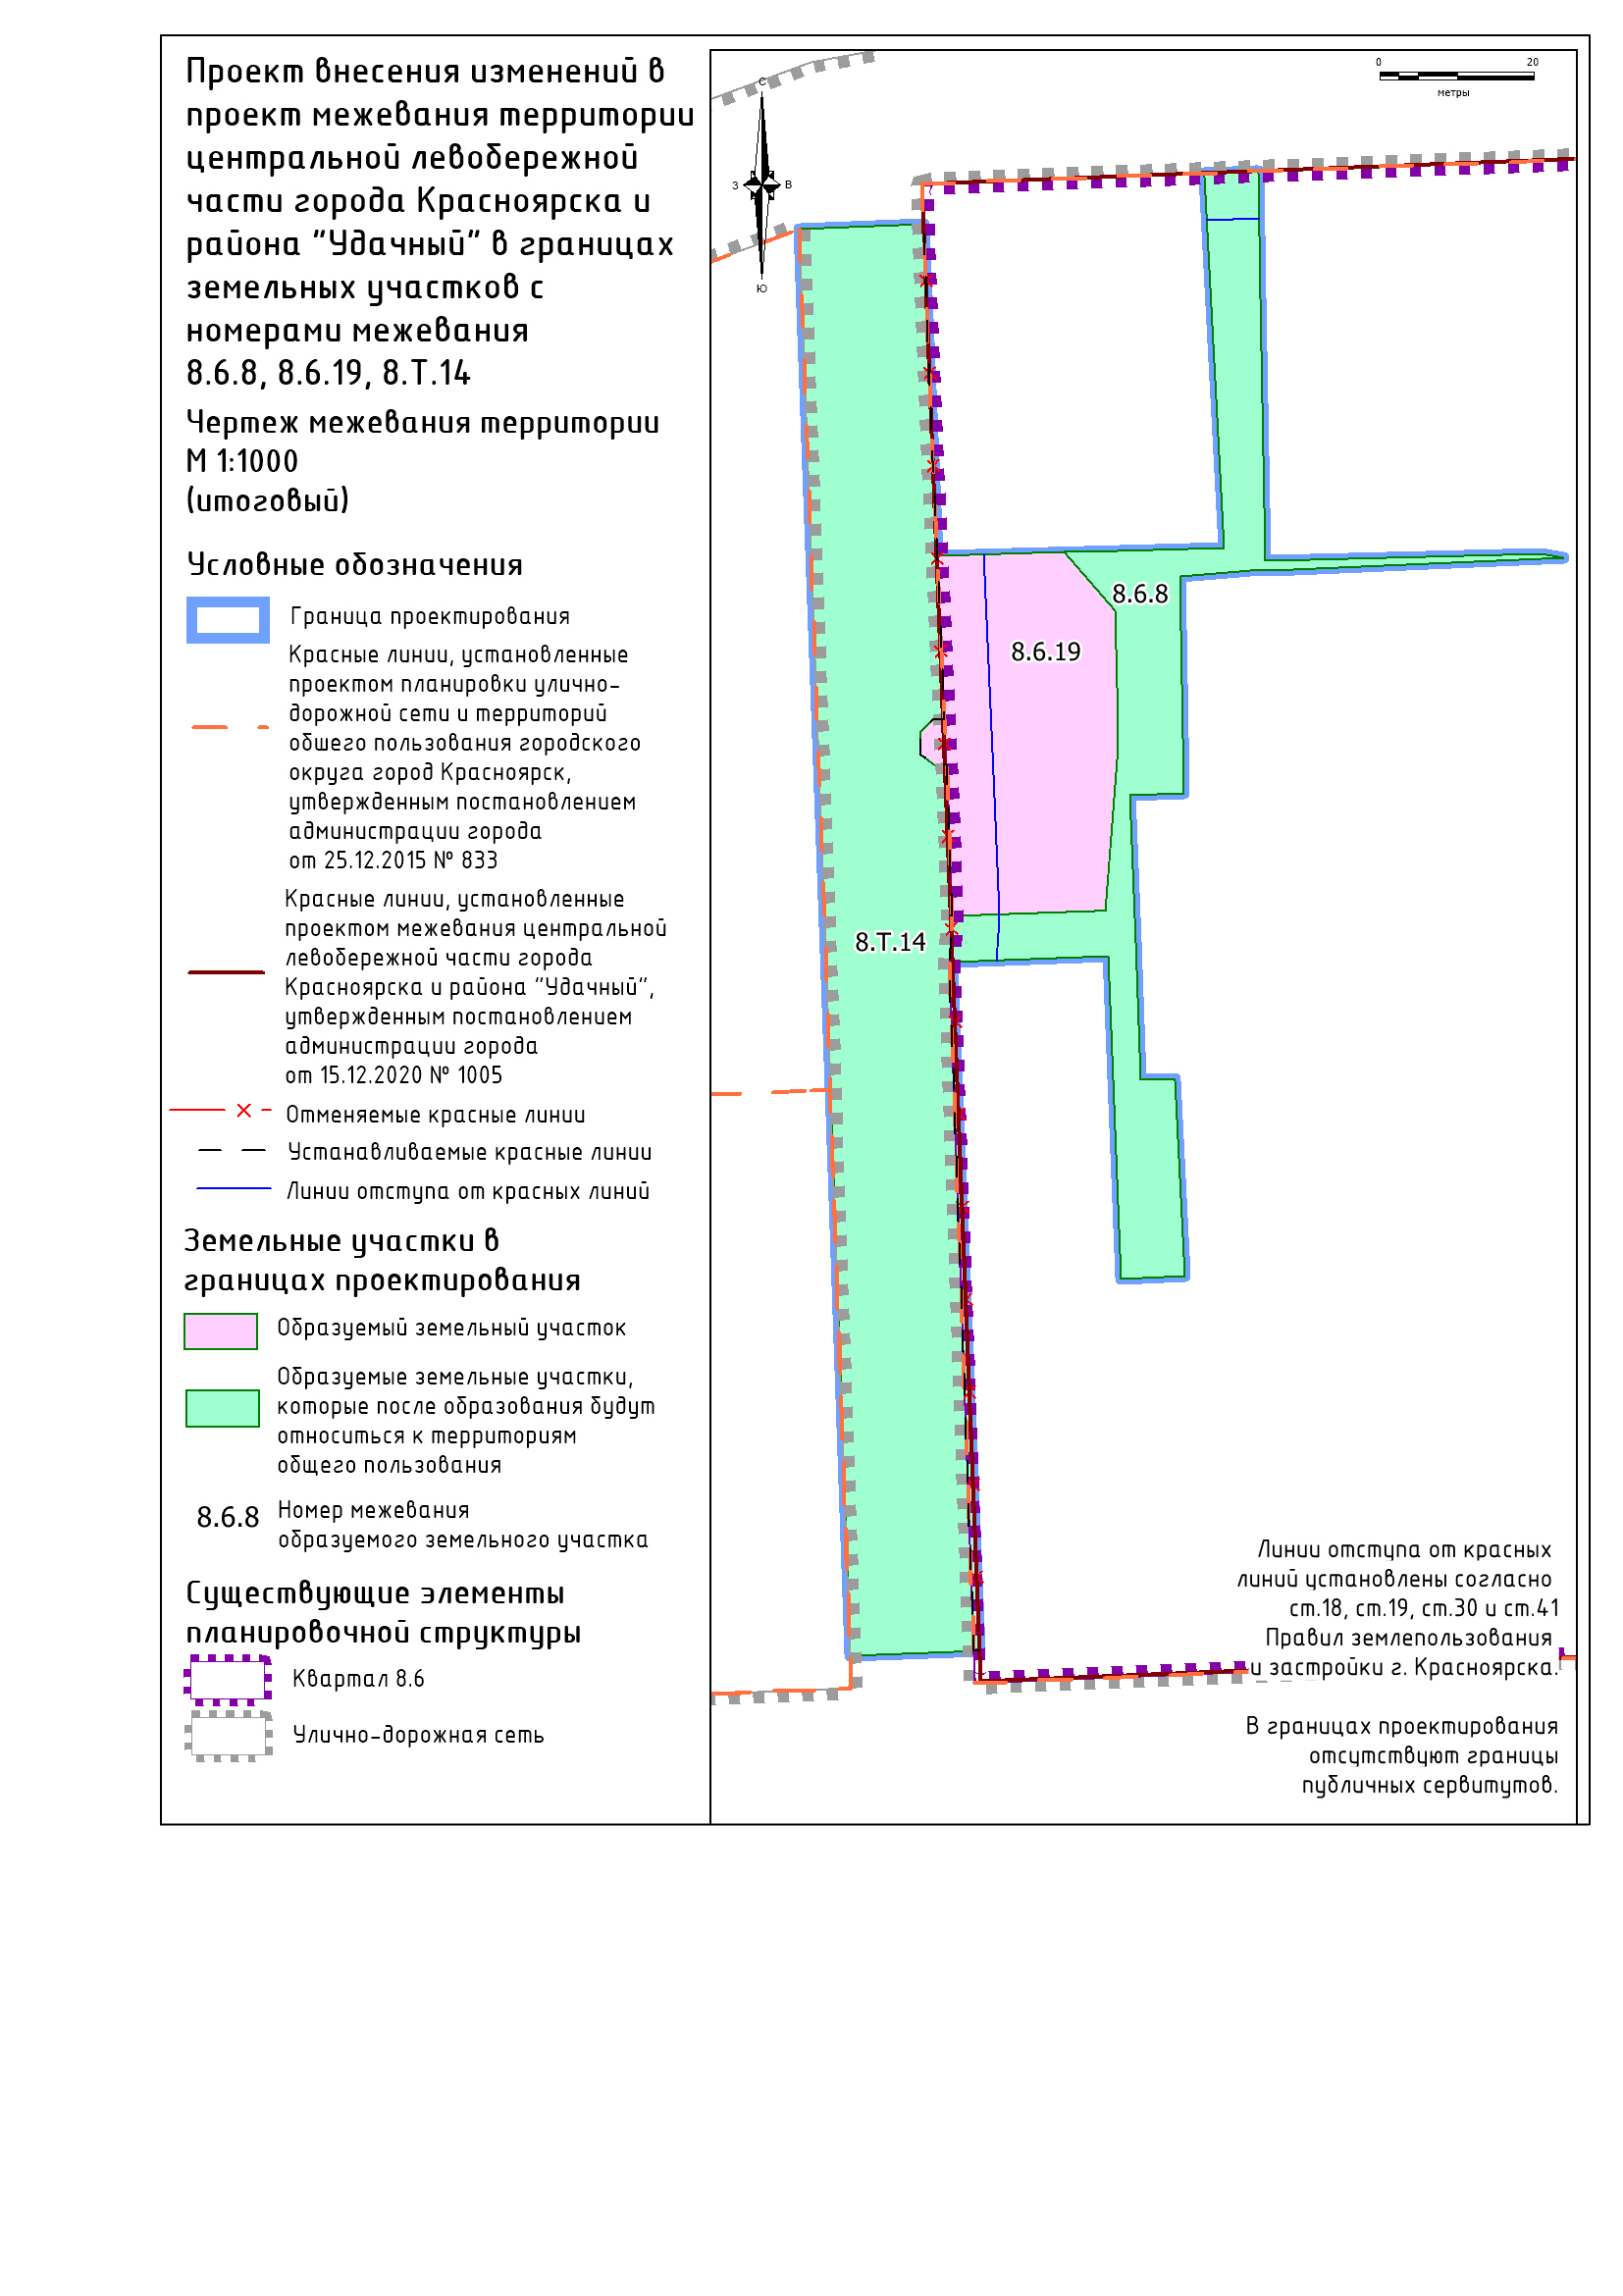 Проект внесения изменений в
проект межевания территории
центральной левобережной
части города Красноярска и
района "Удачный" в границах
земельных участков с
номерами межевания
8.6.8, 8.6.19, 8.Т.14
Чертеж межевания территории
М 1:1000
(итоговый)
Условные обозначения
Граница проектирования
Красные линии, установленные
проектом планировки улично-
дорожной сети и территорий
обшего пользования городского
округа город Красноярск,
утвержденным постановлением
администрации города
от 25.12.2015 № 833
Красные линии, установленные
проектом межевания центральной
левобережной части города
Красноярска и района "Удачный",
утвержденным постановлением
администрации города
от 15.12.2020 № 1005
Отменяемые красные линии
Устанавливаемые красные линии
Линии отступа от красных линий
Земельные участки в
границах проектирования
Образуемый земельный участок
Образуемые земельные участки,
которые после образования будут
относиться к территориям
общего пользования
8.6.8 Номер межевания
образуемого земельного участка
Существующие элементы
планировочной структуры
Квартал 8.6
Улично-дорожная сеть
С
З
В
Ю
0 20
метры
8.6.8
8.6.19
8.Т.14
Линии отступа от красных
линий установлены согласно
ст.18, ст.19, ст.30 и ст.41
Правил землепользования
и застройки г. Красноярска.
В границах проектирования
отсутствуют границы
публичных сервитутов.